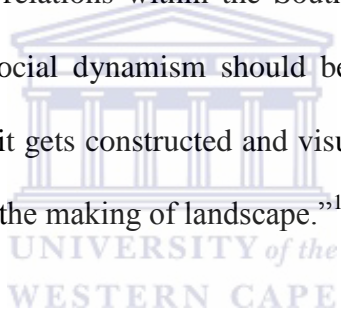 relations within the South
ocial dynamism should be
it gets constructed and visu
the making of landscape.”1
UNIVERSITY of the
WESTERN CAPE